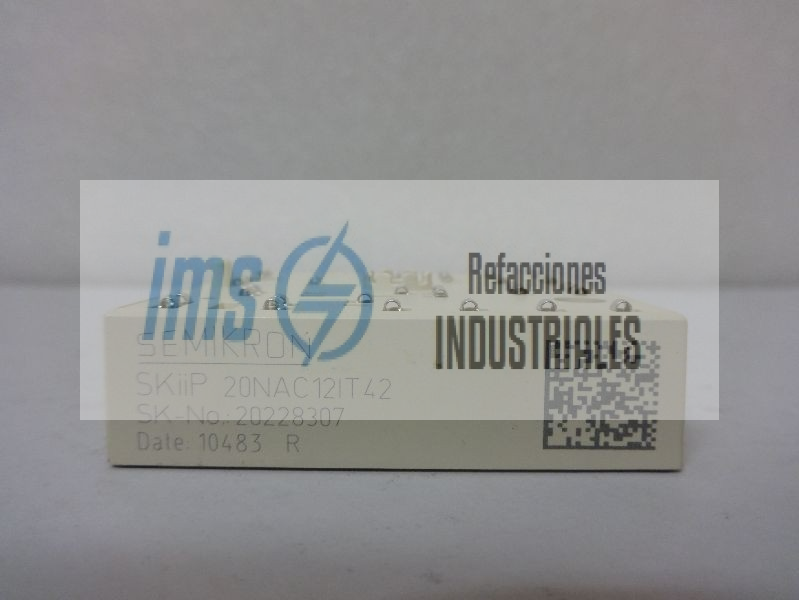 ims
Refacciones
INDUSTRIALES
SEMIKRON
SKiiP 20NAC12IT42
SK-No.: 20228307
Date: 10483 R